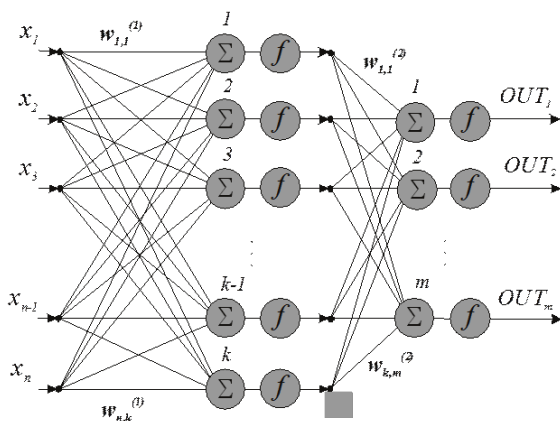 x₁ w₁,₁⁽¹⁾ 1 Σ f w₁,₁⁽²⁾ 1 OUT₁
x₂ 2 Σ f Σ f OUT₂
x₃ 3 Σ f 2 Σ f
xₙ₋₁ k-1 Σ f m Σ f OUTₘ
xₙ k Σ f wₖ,ₘ⁽²⁾
wₙ,ₖ⁽¹⁾